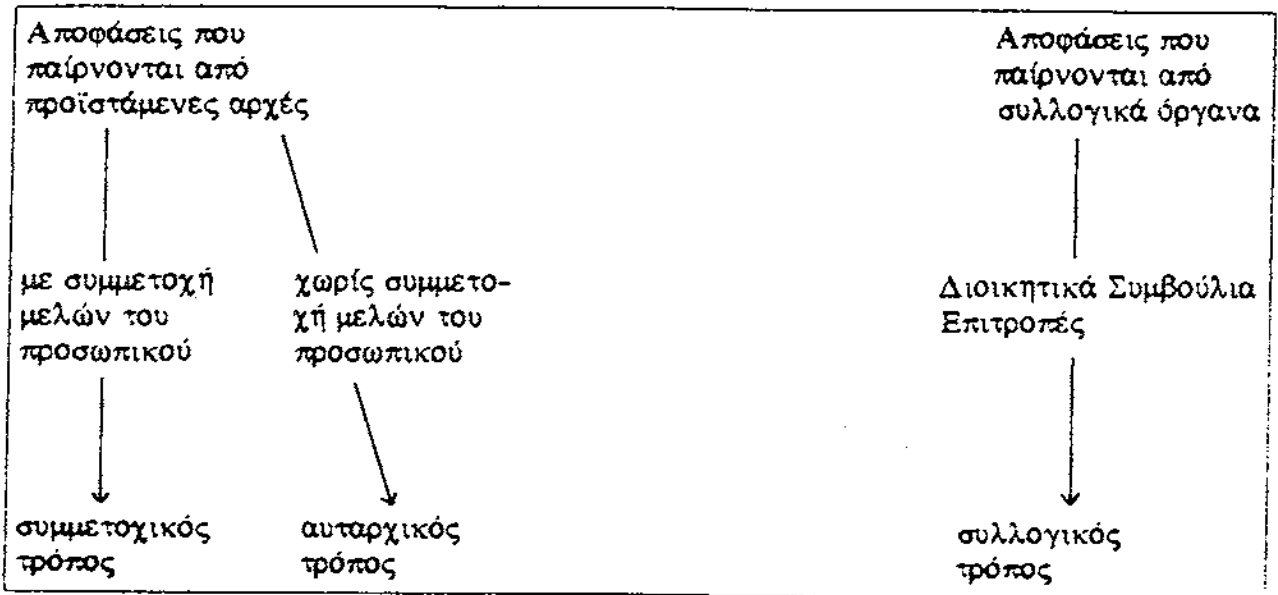 Αποφάσεις που
παίρνονται από
προϊστάμενες αρχές
Αποφάσεις που
παίρνονται από
συλλογικά όργανα
με συμμετοχή
μελών του
προσωπικού
χωρίς συμμετο-
χή μελών του
προσωπικού
Διοικητικά Συμβούλια
Επιτροπές
συμμετοχικός
τρόπος
αυταρχικός
τρόπος
συλλογικός
τρόπος